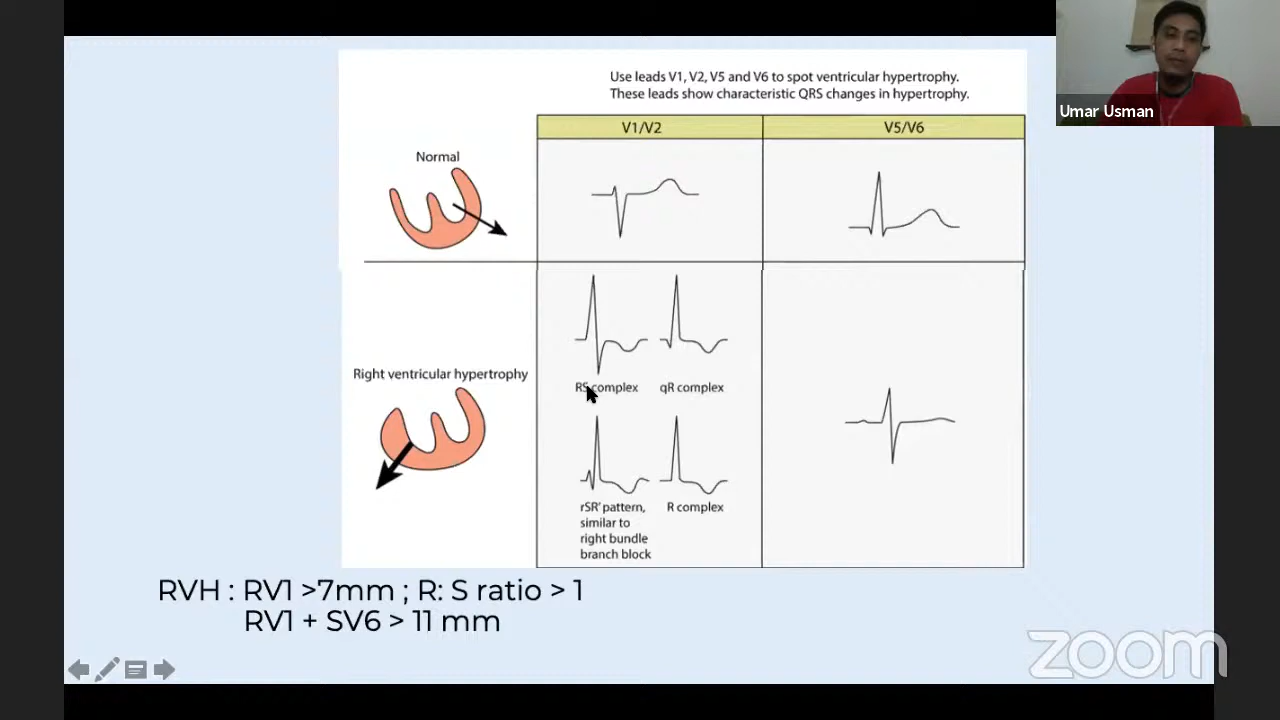 Use leads V1, V2, V5 and V6 to spot ventricular hypertrophy.
These leads show characteristic QRS changes in hypertrophy.
Umar Usman
V1/V2
V5/V6
Normal
Right ventricular hypertrophy
RS complex
qR complex
rSR' pattern,
similar to
right bundle
branch block
R complex
RVH : RV1 >7mm ; R: S ratio > 1
RV1 + SV6 > 11 mm
zoom